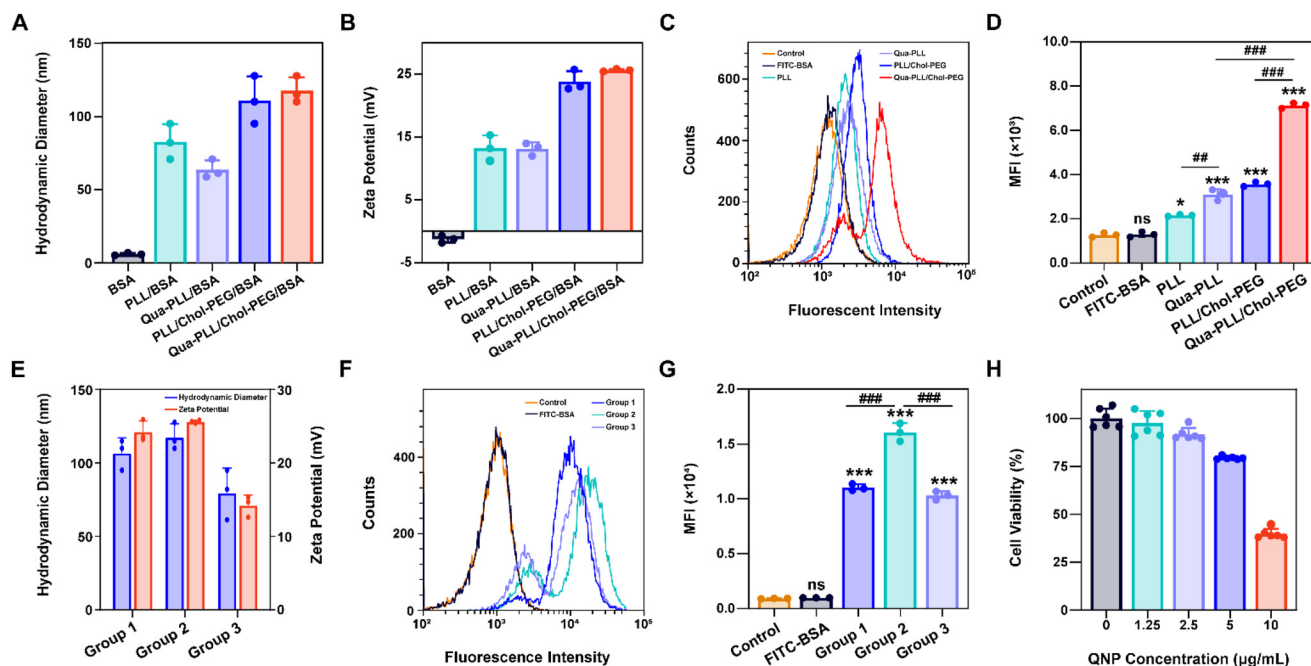 A
Hydrodynamic Diameter (nm)
150
100
50
0
BSA
PLL/BSA
Qua-PLL/BSA
PLL/Chol-PEG/BSA
Qua-PLL/Chol-PEG/BSA
B
Zeta Potential (mV)
25
15
5
-5
BSA
PLL/BSA
Qua-PLL/BSA
PLL/Chol-PEG/BSA
Qua-PLL/Chol-PEG/BSA
C
Control
FITC-BSA
PLL
Qua-PLL
PLL/Chol-PEG
Qua-PLL/Chol-PEG
Counts
600
400
200
0
10² 10³ 10⁴ 10⁵
Fluorescent Intensity
D
MFI (×10³)
10.0
8.0
6.0
4.0
2.0
0.0
###
###
***
##
***
***
*
ns
Control
FITC-BSA
PLL
Qua-PLL
PLL/Chol-PEG
Qua-PLL/Chol-PEG
E
Hydrodynamic Diameter (nm)
150
100
50
0
Hydrodynamic Diameter
Zeta Potential
30
20
10
0
Zeta Potential (mV)
Group 1
Group 2
Group 3
F
Control
FITC-BSA
Group 1
Group 2
Group 3
Counts
400
200
0
10² 10³ 10⁴ 10⁵
Fluorescence Intensity
G
MFI (×10⁴)
2.0
1.5
1.0
0.5
0.0
### ###
***
***
***
ns
Control
FITC-BSA
Group 1
Group 2
Group 3
H
Cell Viability (%)
100
75
50
25
0
0 1.25 2.5 5 10
QNP Concentration (μg/mL)